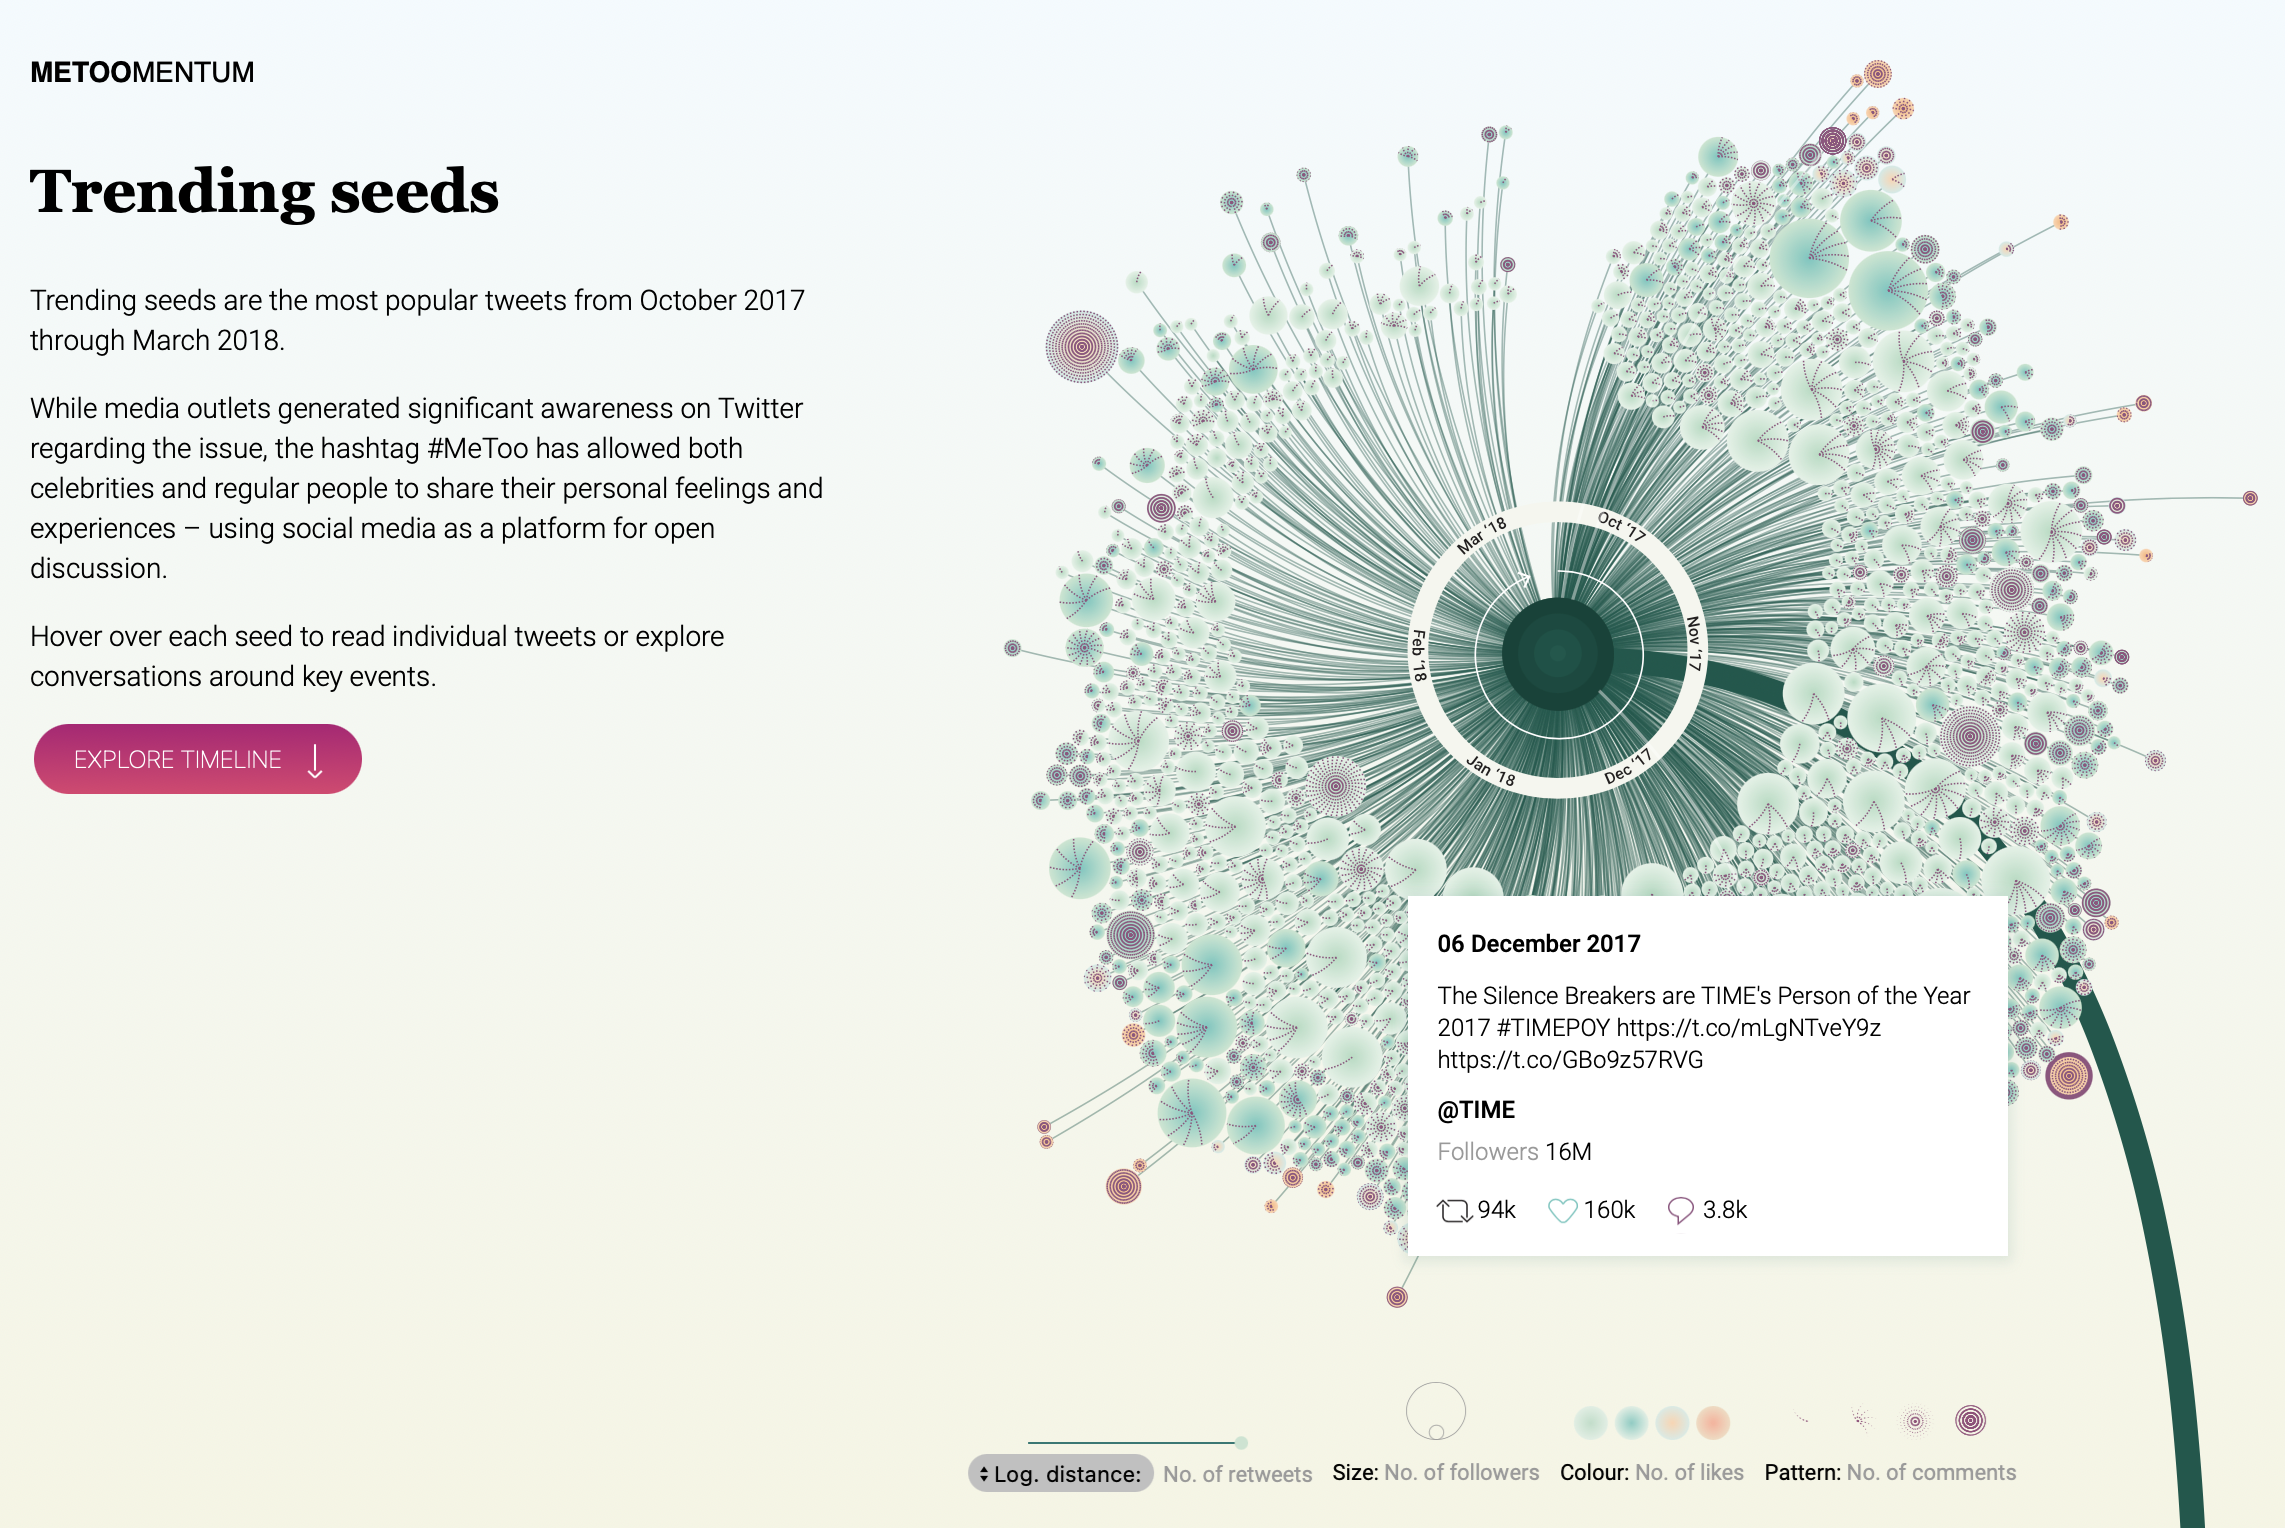 METOOMENTUM
Trending seeds
Trending seeds are the most popular tweets from October 2017
through March 2018.
While media outlets generated significant awareness on Twitter
regarding the issue, the hashtag #MeToo has allowed both
celebrities and regular people to share their personal feelings and
experiences – using social media as a platform for open
discussion.
Hover over each seed to read individual tweets or explore
conversations around key events.
EXPLORE TIMELINE
Oct '17
Nov '17
Dec '17
Jan '18
Feb '18
Mar '18
06 December 2017
The Silence Breakers are TIME's Person of the Year
2017 #TIMEPOY https://t.co/mLgNTveY9z
https://t.co/GBo9z57RVG
@TIME
Followers 16M
94k 160k 3.8k
Log. distance: No. of retweets Size: No. of followers Colour: No. of likes Pattern: No. of comments